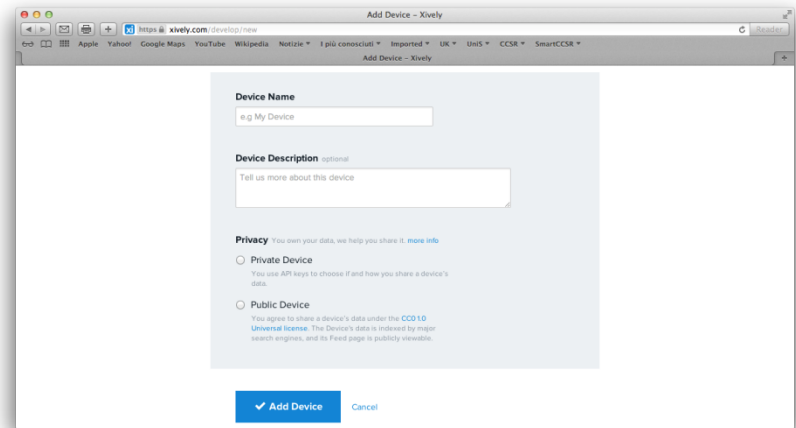 Add Device – Xively
https xively.com/develop/new
Reader
Apple Yahoo! Google Maps YouTube Wikipedia Notizie I più conosciuti Imported UK UniS CCSR SmartCCSR
Add Device – Xively
Device Name
e.g My Device
Device Description optional
Tell us more about this device
Privacy You own your data, we help you share it. more info
Private Device
You use API keys to choose if and how you share a device's
data.
Public Device
You agree to share a device's data under the CC0 1.0
Universal license. The Device's data is indexed by major
search engines, and its Feed page is publicly viewable.
Add Device Cancel